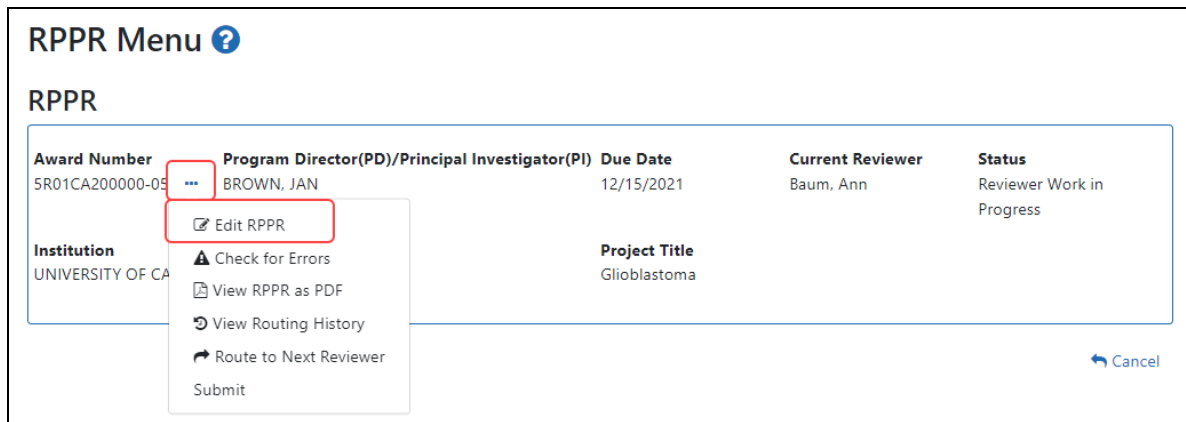 RPPR Menu ?
RPPR
Award Number Program Director(PD)/Principal Investigator(PI) Due Date Current Reviewer Status
5R01CA200000-05 ••• BROWN, JAN 12/15/2021 Baum, Ann Reviewer Work in
Progress
Edit RPPR
Institution Project Title
UNIVERSITY OF CA Glioblastoma
Check for Errors
View RPPR as PDF
View Routing History
Route to Next Reviewer
Submit
Cancel